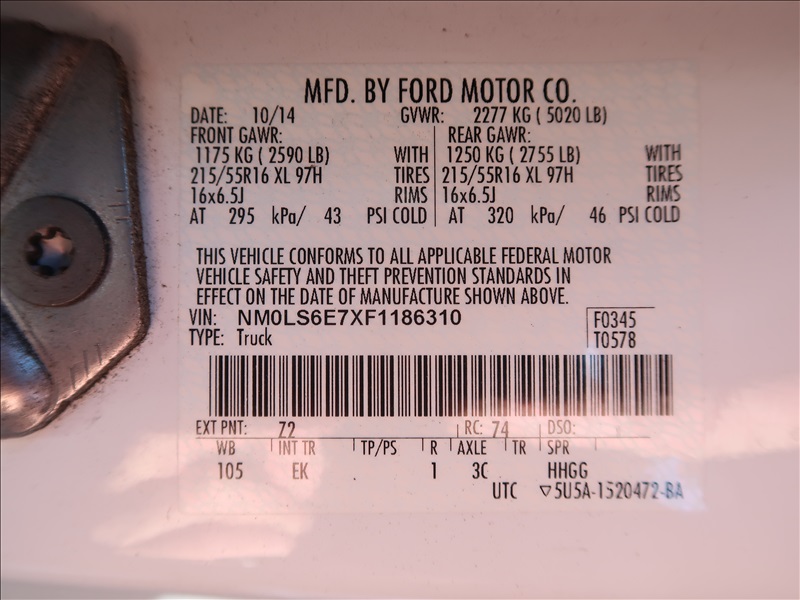 MFD. BY FORD MOTOR CO.
DATE: 10/14 GVWR: 2277 KG ( 5020 LB)
FRONT GAWR: REAR GAWR:
1175 KG ( 2590 LB) WITH 1250 KG ( 2755 LB) WITH
215/55R16 XL 97H TIRES 215/55R16 XL 97H TIRES
16x6.5J RIMS 16x6.5J RIMS
AT 295 kPa/ 43 PSI COLD AT 320 kPa/ 46 PSI COLD
THIS VEHICLE CONFORMS TO ALL APPLICABLE FEDERAL MOTOR
VEHICLE SAFETY AND THEFT PREVENTION STANDARDS IN
EFFECT ON THE DATE OF MANUFACTURE SHOWN ABOVE.
VIN: NM0LS6E7XF1186310 F0345
TYPE: Truck T0578
EXT PNT: 72 RC: 74 DSO:
WB INT TR TP/PS R AXLE TR SPR
105 EK 1 3C HHGG
UTC ▽5U5A-1520472-BA